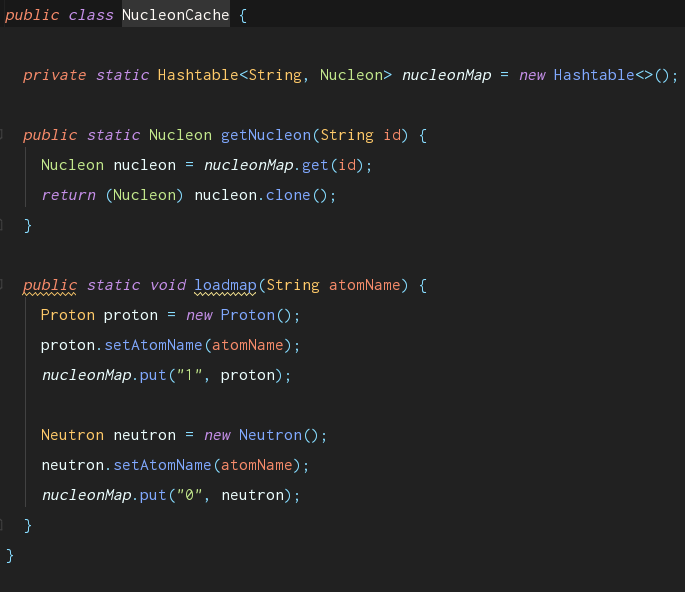 public class NucleonCache {
private static Hashtable<String, Nucleon> nucleonMap = new Hashtable<>();
public static Nucleon getNucleon(String id) {
Nucleon nucleon = nucleonMap.get(id);
return (Nucleon) nucleon.clone();
}
public static void loadmap(String atomName) {
Proton proton = new Proton();
proton.setAtomName(atomName);
nucleonMap.put("1", proton);
Neutron neutron = new Neutron();
neutron.setAtomName(atomName);
nucleonMap.put("0", neutron);
}
}